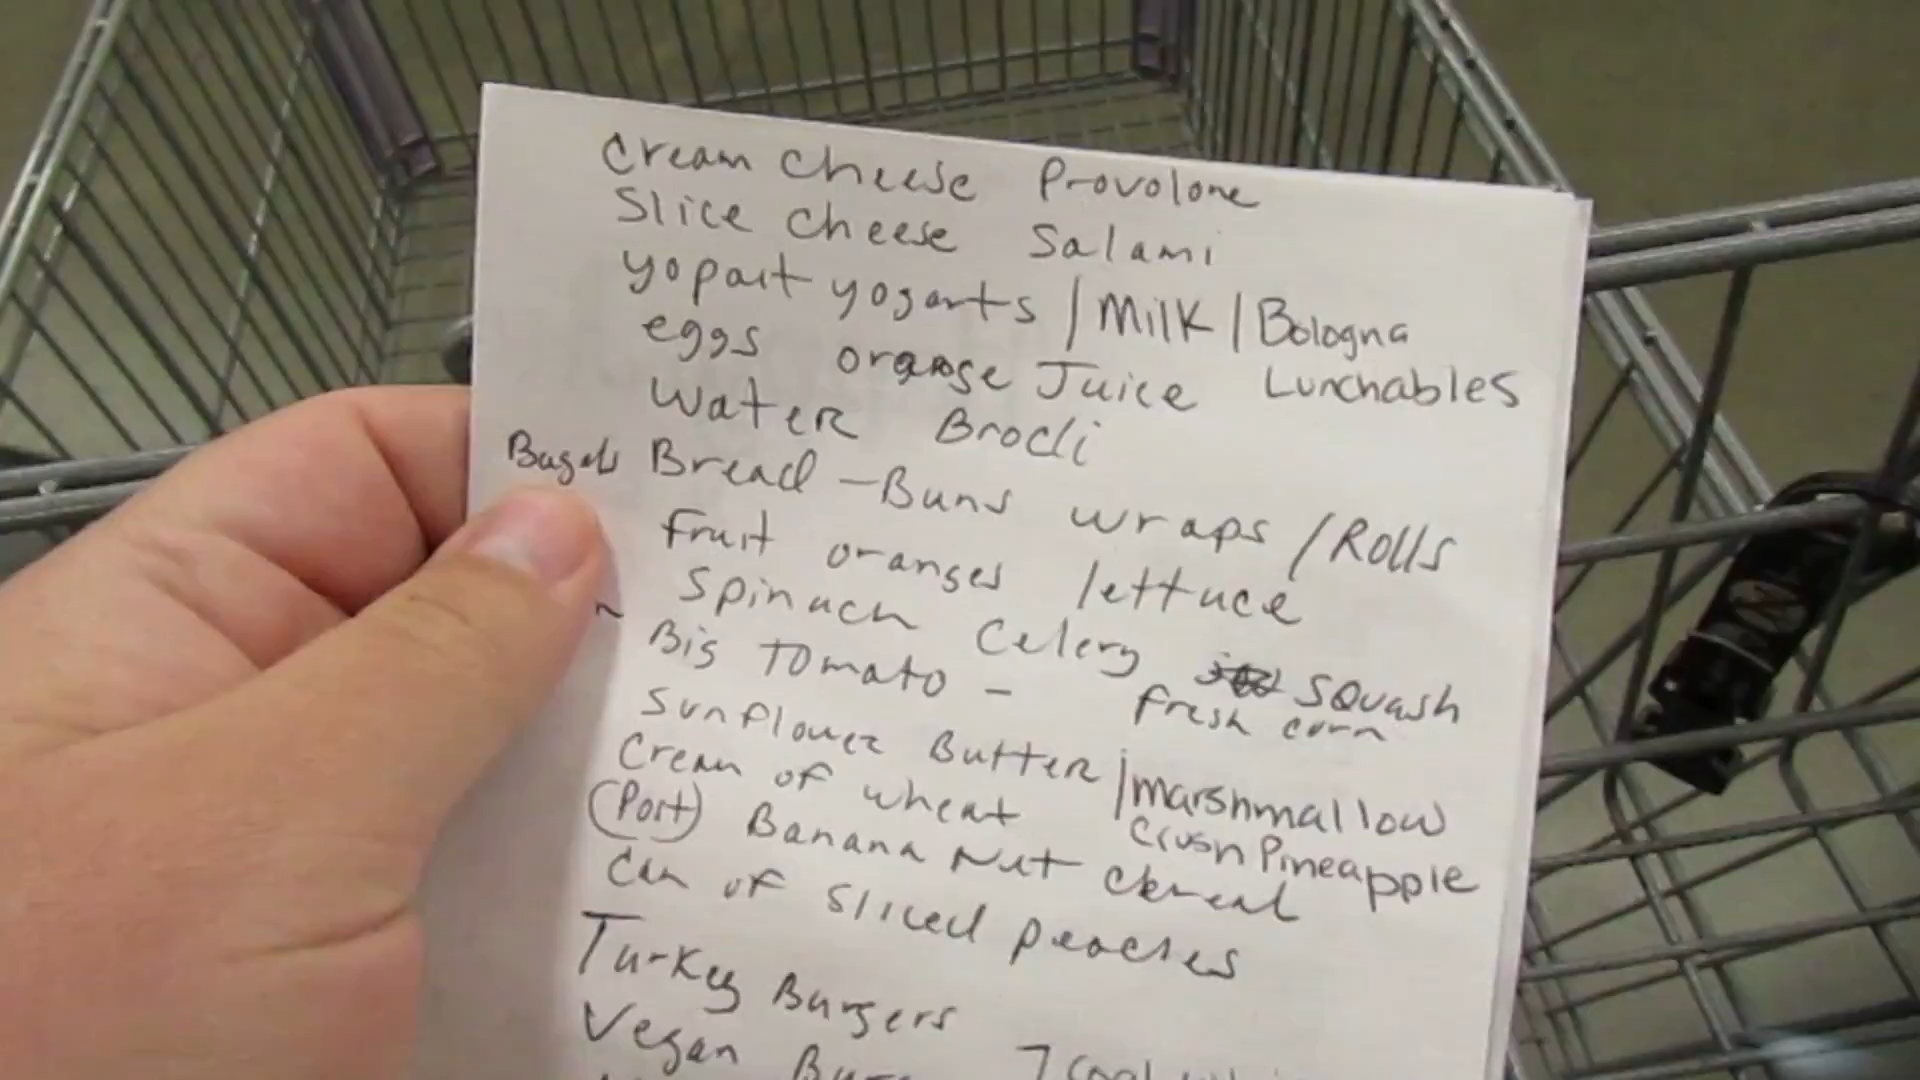 Cream Cheese Provolone
Slice Cheese Salami
yopait yogarts / Milk / Bologna
eggs orange Juice Lunchables
Water Brocli
Bagels Bread - Buns wraps / Rolls
Fruit oranges lettuce
Spinach Celery Squash
Big Tomato - Fresh corn
Sunflower Butter / marshmallow
Cream of wheat Crush Pineapple
(Port) Banana Nut Cereal
Can of Sliced peaches
Turkey Burgers
Vegan